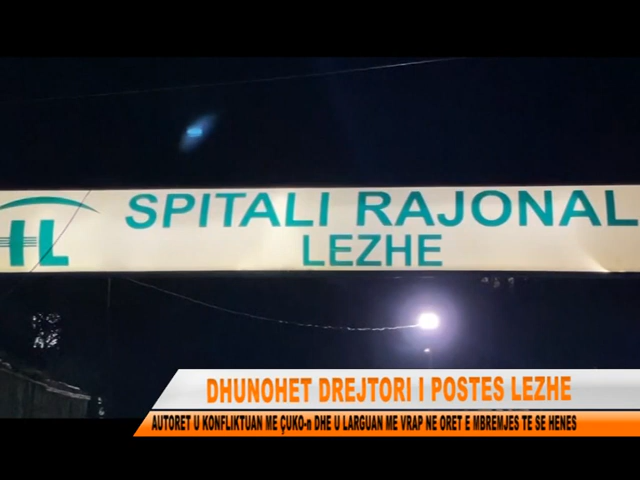 HL
SPITALI RAJONAL
LEZHE
DHUNOHET DREJTORI I POSTES LEZHE
AUTORET U KONFLIKTUAN ME ÇUKO-n DHE U LARGUAN ME VRAP NE ORET E MBREMJES TE SE HENES